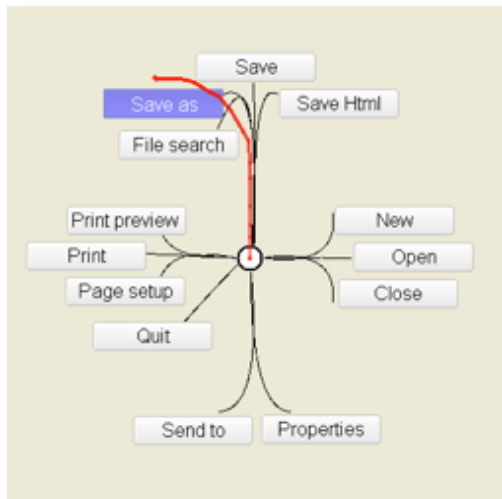 Save
Save as
Save Html
File search
Print preview
New
Print
Open
Page setup
Close
Quit
Send to
Properties